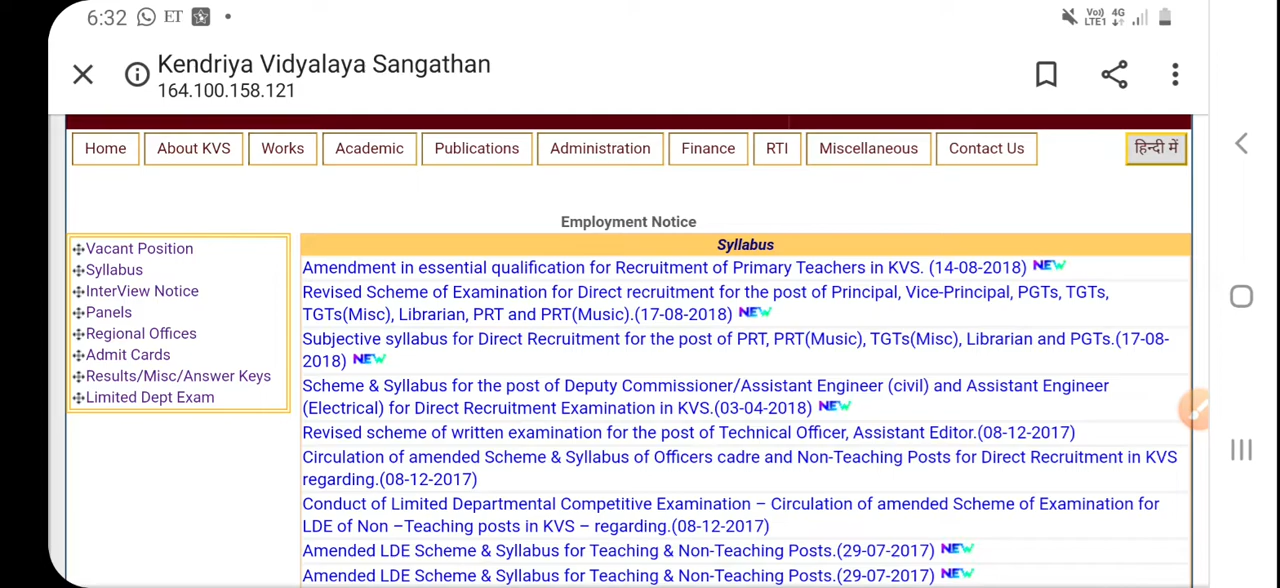 6:32 ET
Vo)) 4G
LTE1
Kendriya Vidyalaya Sangathan
164.100.158.121
Home About KVS Works Academic Publications Administration Finance RTI Miscellaneous Contact Us हिन्दी में
Employment Notice
Vacant Position
Syllabus
InterView Notice
Panels
Regional Offices
Admit Cards
Results/Misc/Answer Keys
Limited Dept Exam
Syllabus
Amendment in essential qualification for Recruitment of Primary Teachers in KVS. (14-08-2018) NEW
Revised Scheme of Examination for Direct recruitment for the post of Principal, Vice-Principal, PGTs, TGTs,
TGTs(Misc), Librarian, PRT and PRT(Music).(17-08-2018) NEW
Subjective syllabus for Direct Recruitment for the post of PRT, PRT(Music), TGTs(Misc), Librarian and PGTs.(17-08-
2018) NEW
Scheme & Syllabus for the post of Deputy Commissioner/Assistant Engineer (civil) and Assistant Engineer
(Electrical) for Direct Recruitment Examination in KVS.(03-04-2018) NEW
Revised scheme of written examination for the post of Technical Officer, Assistant Editor.(08-12-2017)
Circulation of amended Scheme & Syllabus of Officers cadre and Non-Teaching Posts for Direct Recruitment in KVS
regarding.(08-12-2017)
Conduct of Limited Departmental Competitive Examination – Circulation of amended Scheme of Examination for
LDE of Non –Teaching posts in KVS – regarding.(08-12-2017)
Amended LDE Scheme & Syllabus for Teaching & Non-Teaching Posts.(29-07-2017) NEW
Amended LDE Scheme & Syllabus for Teaching & Non-Teaching Posts.(29-07-2017) NEW